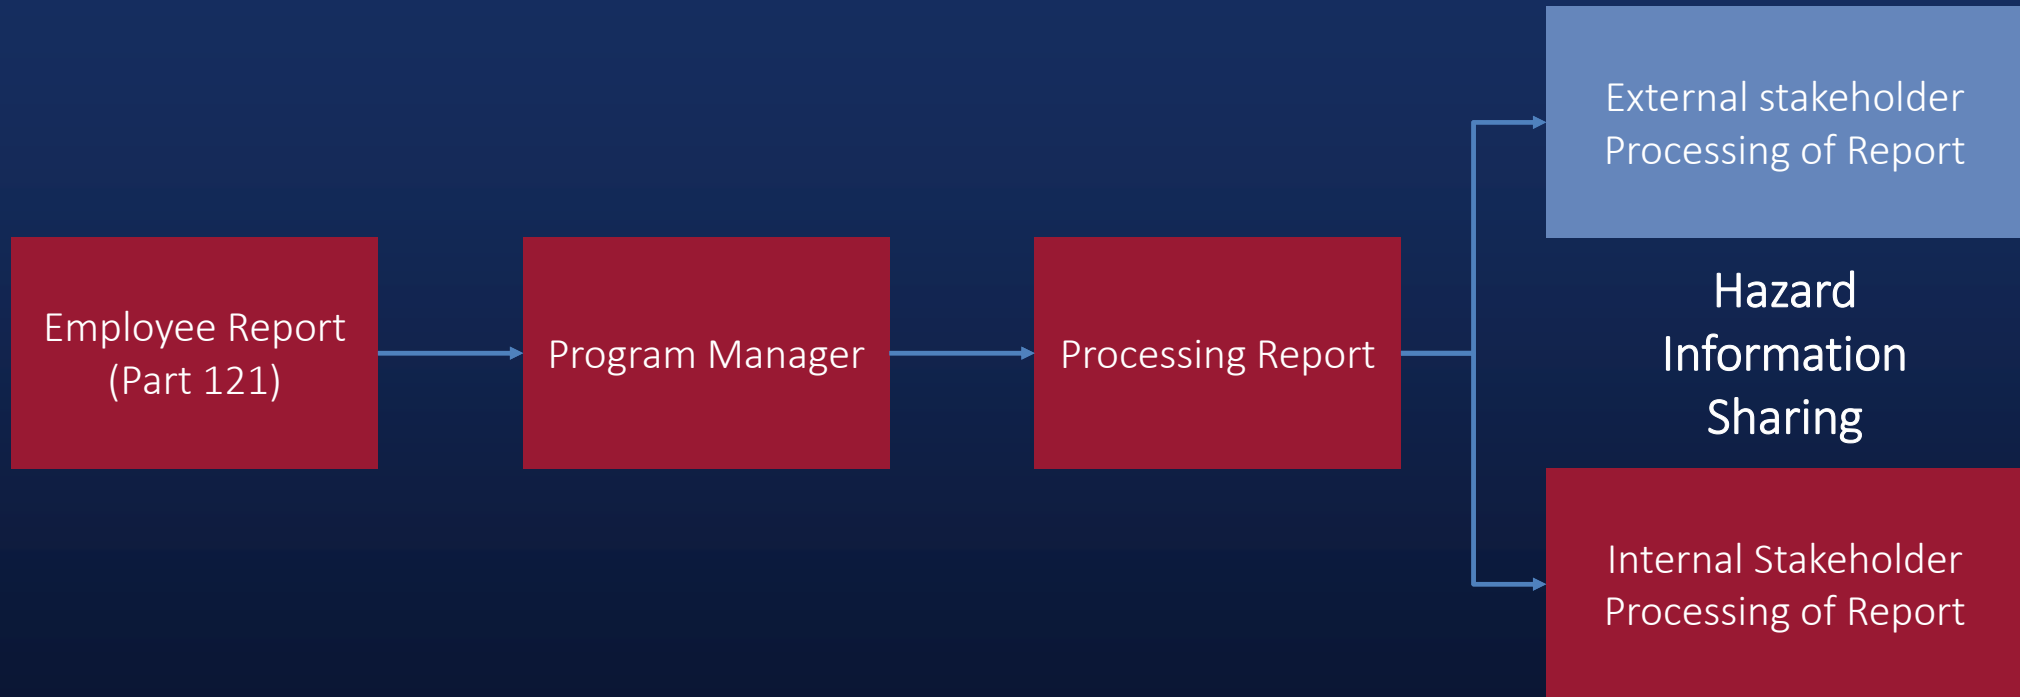 Employee Report
(Part 121)
Program Manager
Processing Report
External stakeholder
Processing of Report
Hazard
Information
Sharing
Internal Stakeholder
Processing of Report